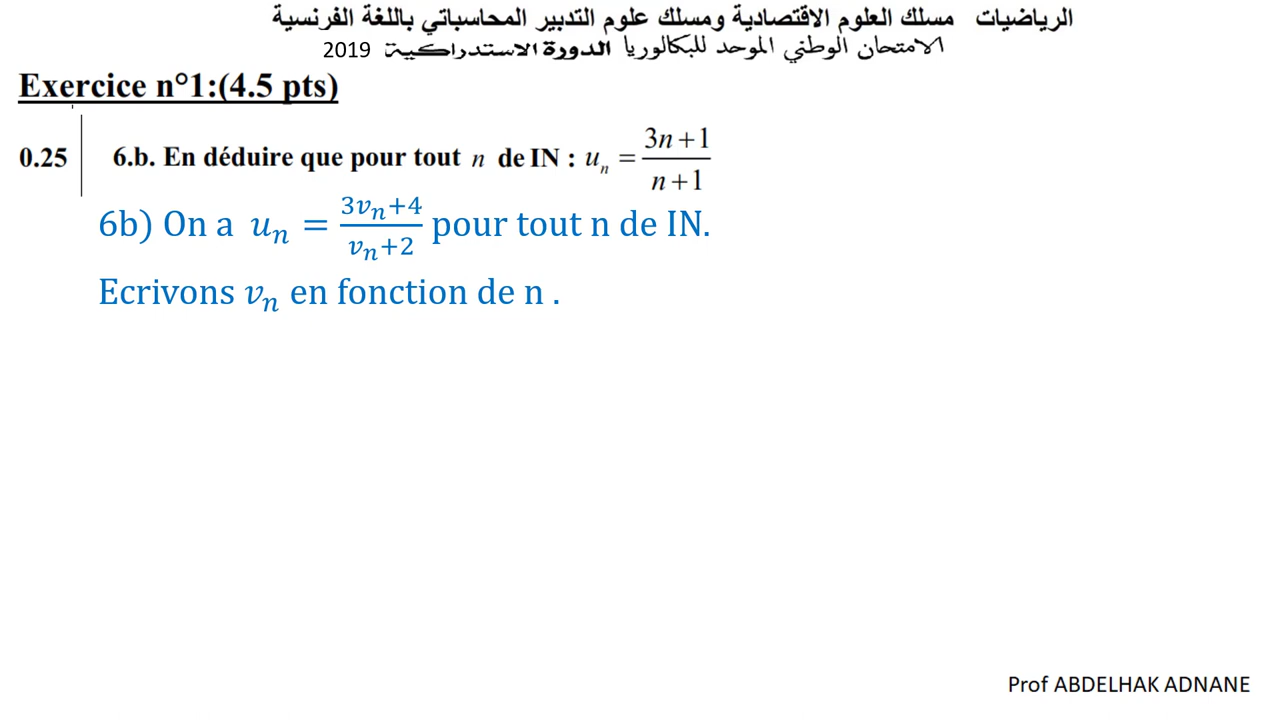 الرياضيات مسلك العلوم الاقتصادية ومسلك علوم التدبير المحاسباتي باللغة الفرنسية
الامتحان الوطني الموحد للبكالوريا الدورة الاستدراكية 2019
Exercice n°1:(4.5 pts)
0.25 6.b. En déduire que pour tout n de IN : u_n = \frac{3n+1}{n+1}
6b) On a u_n = \frac{3v_n+4}{v_n+2} pour tout n de IN.
Ecrivons v_n en fonction de n .
Prof ABDELHAK ADNANE